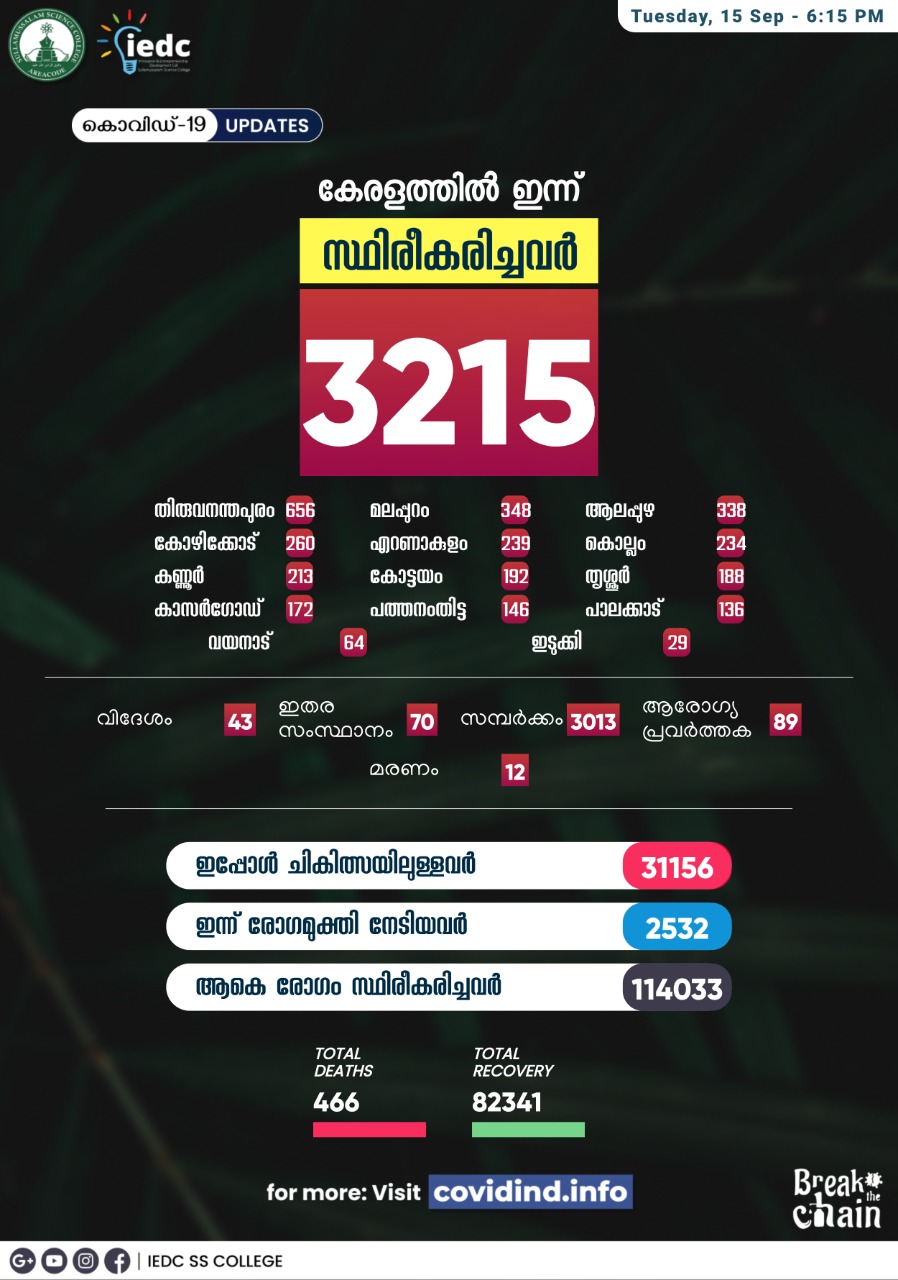 Tuesday, 15 Sep - 6:15 PM
SULLAMUSSALAM SCIENCE COLLEGE
AREACODE
iedc
കൊവിഡ്-19 UPDATES
കേരളത്തിൽ ഇന്ന്
സ്ഥിരീകരിച്ചവർ
3215
തിരുവനന്തപുരം 656 മലപ്പുറം 348 ആലപ്പുഴ 338
കോഴിക്കോട് 260 എറണാകുളം 239 കൊല്ലം 234
കണ്ണൂർ 213 കോട്ടയം 192 തൃശ്ശൂർ 188
കാസർഗോഡ് 172 പത്തനംതിട്ട 146 പാലക്കാട് 136
വയനാട് 64 ഇടുക്കി 29
വിദേശം 43 ഇതര സംസ്ഥാനം 70 സമ്പർക്കം 3013 ആരോഗ്യ പ്രവർത്തക 89
മരണം 12
ഇപ്പോൾ ചികിത്സയിലുള്ളവർ 31156
ഇന്ന് രോഗമുക്തി നേടിയവർ 2532
ആകെ രോഗം സ്ഥിരീകരിച്ചവർ 114033
TOTAL DEATHS
466
TOTAL RECOVERY
82341
for more: Visit covidind.info
Break the chain
G+ f | IEDC SS COLLEGE